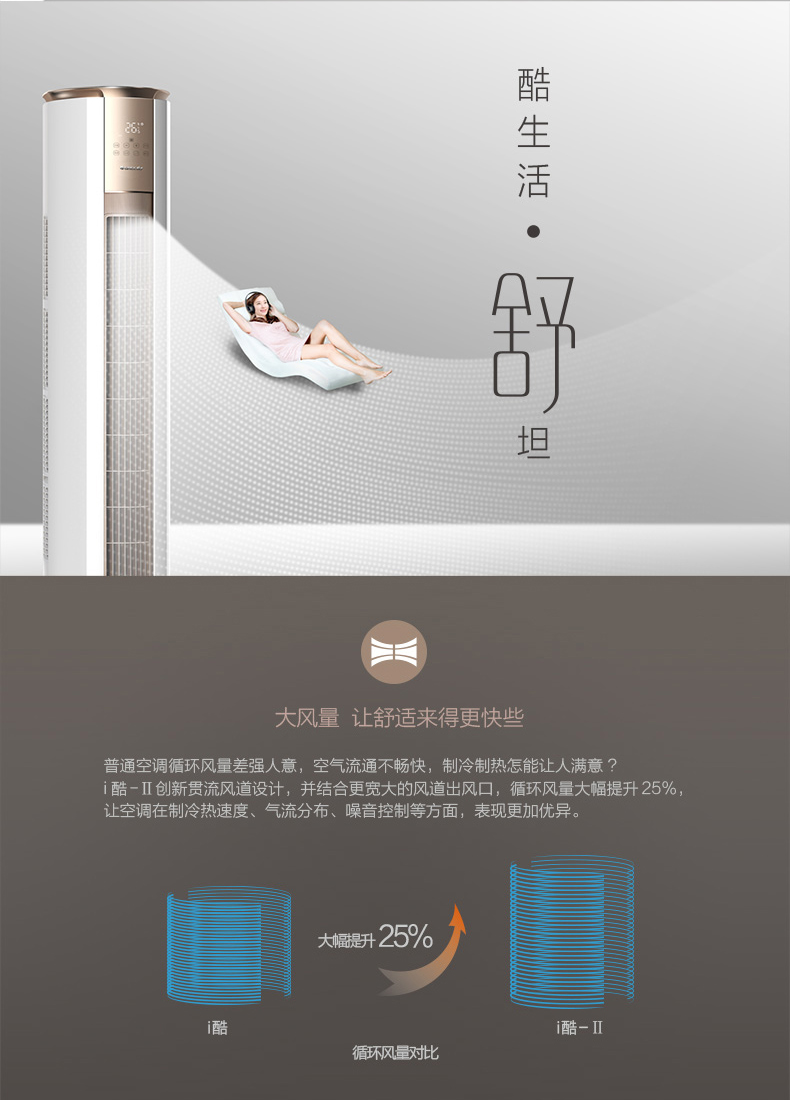 酷生活·舒坦
26℃
大风量 让舒适来得更快些
普通空调循环风量差强人意，空气流通不畅快，制冷制热怎能让人满意？
i 酷-Ⅱ创新贯流风道设计，并结合更宽大的风道出风口，循环风量大幅提升25%，
让空调在制冷热速度、气流分布、噪音控制等方面，表现更加优异。
大幅提升25%
i酷
i酷-Ⅱ
循环风量对比